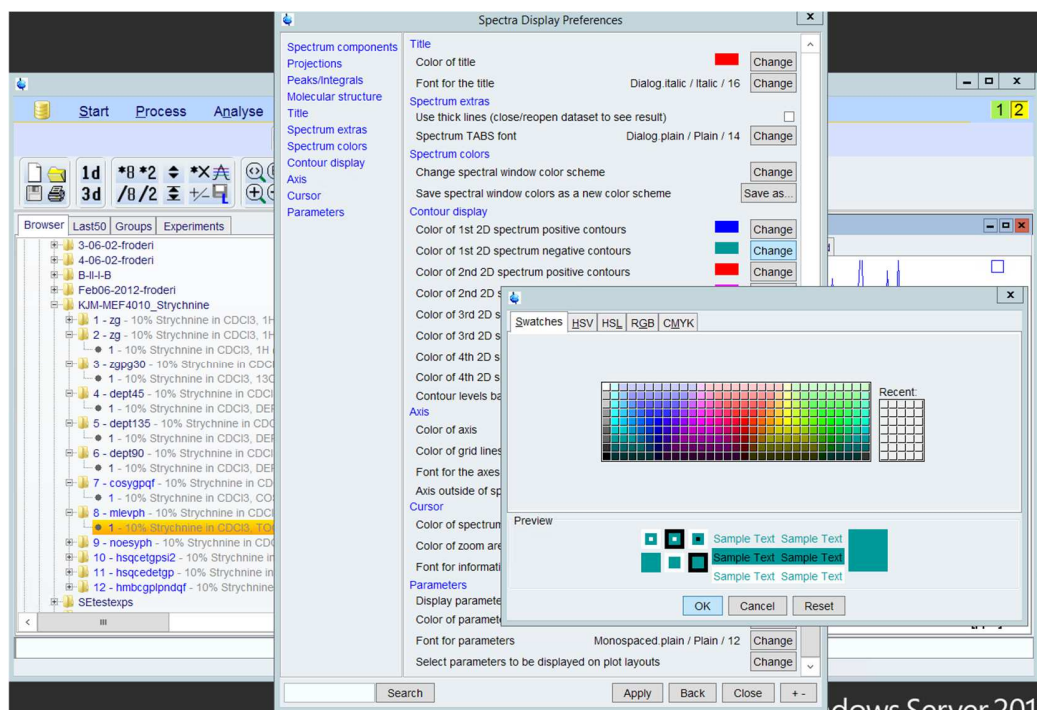 Spectra Display Preferences
x
Spectrum components
Projections
Peaks/Integrals
Molecular structure
Title
Spectrum extras
Spectrum colors
Contour display
Axis
Cursor
Parameters
Title
Color of title Change
Font for the title Dialog.italic / Italic / 16 Change
Spectrum extras
Use thick lines (close/reopen dataset to see result)
Spectrum TABS font Dialog.plain / Plain / 14 Change
Spectrum colors
Change spectral window color scheme Change
Save spectral window colors as a new color scheme Save as...
Contour display
Color of 1st 2D spectrum positive contours Change
Color of 1st 2D spectrum negative contours Change
Color of 2nd 2D spectrum positive contours Change
Color of 2nd 2D s
Color of 3rd 2D s
Color of 3rd 2D s
Color of 4th 2D s
Color of 4th 2D s
Contour levels ba
Axis
Color of axis
Color of grid lines
Font for the axes
Axis outside of sp
Cursor
Color of spectrum
Color of zoom are
Font for informati
Parameters
Display paramete
Color of paramet
Font for parameters Monospaced.plain / Plain / 12 Change
Select parameters to be displayed on plot layouts Change
Search Apply Back Close + -
Start Process Analyse
1 2
1d *8 *2 *X
3d /8 /2
Browser Last50 Groups Experiments
3-06-02-froderi
4-06-02-froderi
B-II-I-B
Feb06-2012-froderi
KJM-MEF4010_Strychnine
1 - zg - 10% Strychnine in CDCl3, 1H
2 - zg - 10% Strychnine in CDCl3, 1H
1 - 10% Strychnine in CDCl3, 1H
3 - zgpg30 - 10% Strychnine in CDCl
1 - 10% Strychnine in CDCl3, 13C
4 - dept45 - 10% Strychnine in CDCl
1 - 10% Strychnine in CDCl3, DEP
5 - dept135 - 10% Strychnine in CDC
1 - 10% Strychnine in CDCl3, DEP
6 - dept90 - 10% Strychnine in CDCl
1 - 10% Strychnine in CDCl3, DEP
7 - cosygpqf - 10% Strychnine in CD
1 - 10% Strychnine in CDCl3, COS
8 - mlevph - 10% Strychnine in CDCl
1 - 10% Strychnine in CDCl3, TO
9 - noesyph - 10% Strychnine in CDC
10 - hsqcetgpsi2 - 10% Strychnine in
11 - hsqcedetgp - 10% Strychnine in
12 - hmbcgplpndqf - 10% Strychnine
SEtestexps
x
Swatches HSV HSL RGB CMYK
Recent:
Preview
Sample Text Sample Text
Sample Text Sample Text
Sample Text Sample Text
OK Cancel Reset
dows Server 201